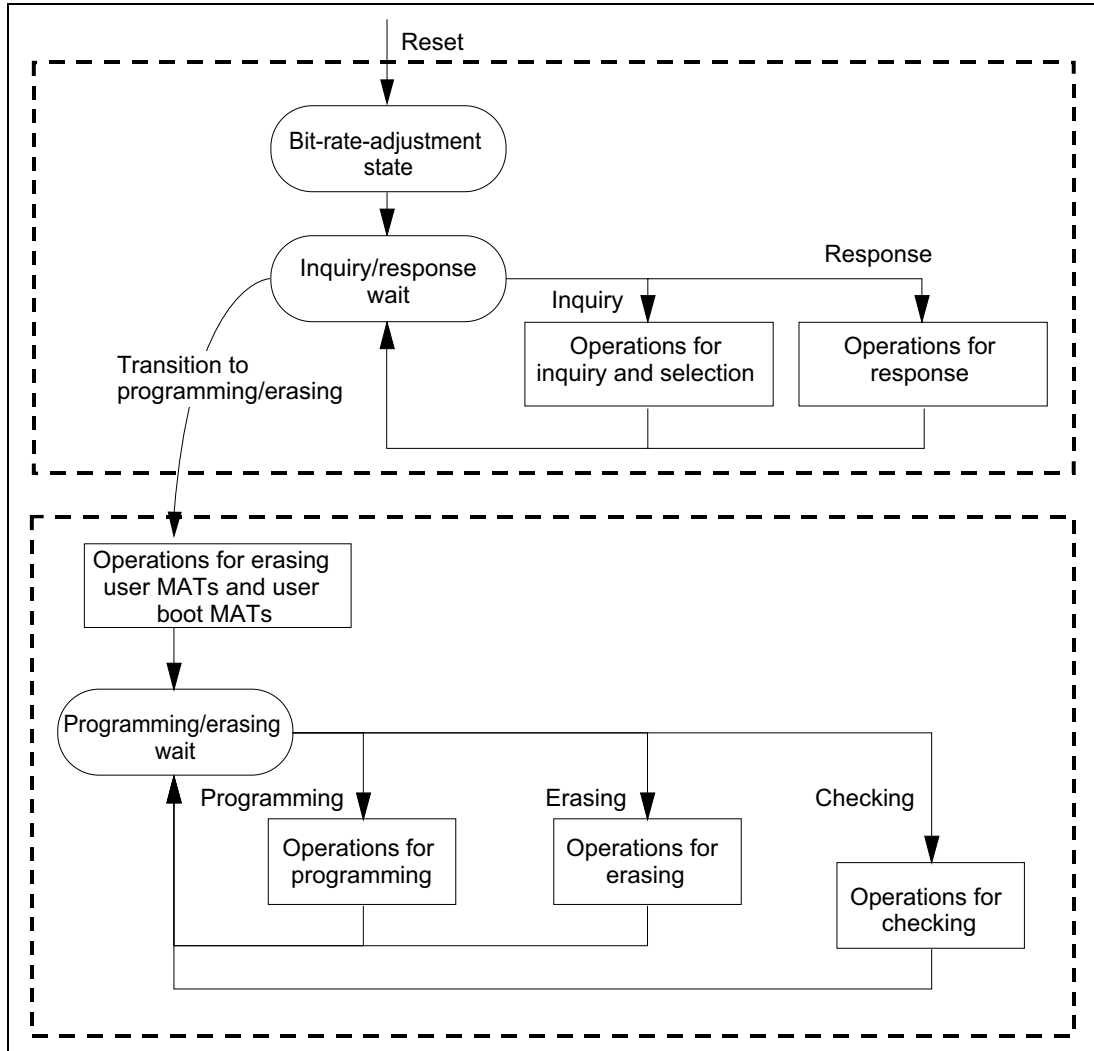 Reset
Bit-rate-adjustment
state
Inquiry/response
wait
Response
Inquiry
Operations for
inquiry and selection
Operations for
response
Transition to
programming/erasing
Operations for erasing
user MATs and user
boot MATs
Programming/erasing
wait
Programming
Erasing
Checking
Operations for
programming
Operations for
erasing
Operations for
checking